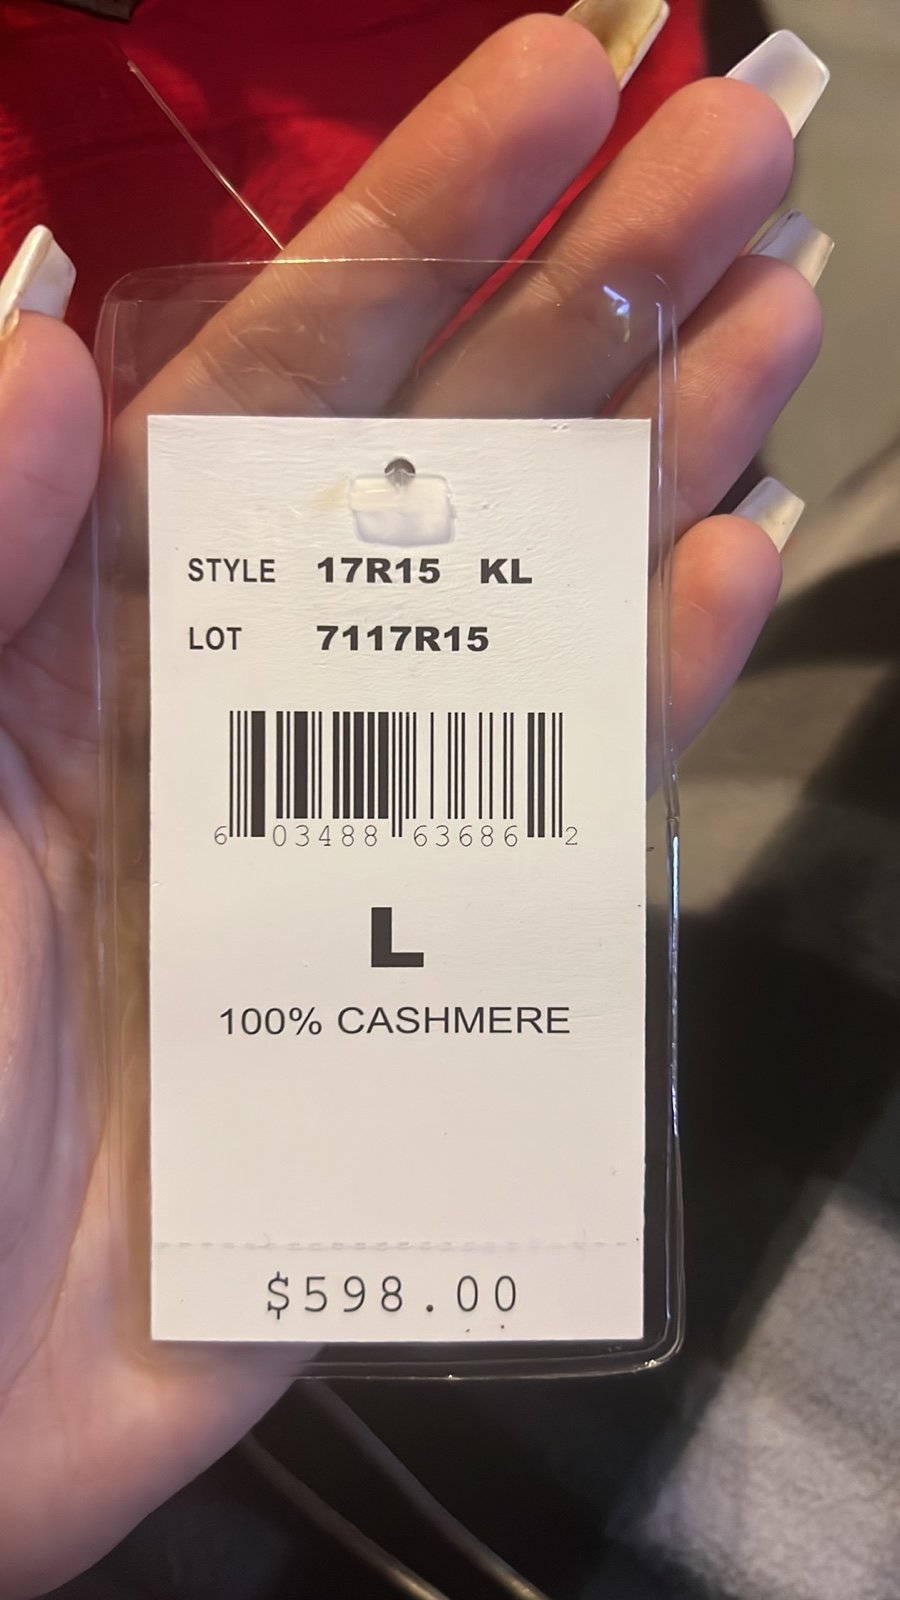 STYLE 17R15 KL
LOT 7117R15
6 03488 63686 2
L
100% CASHMERE
$598.00